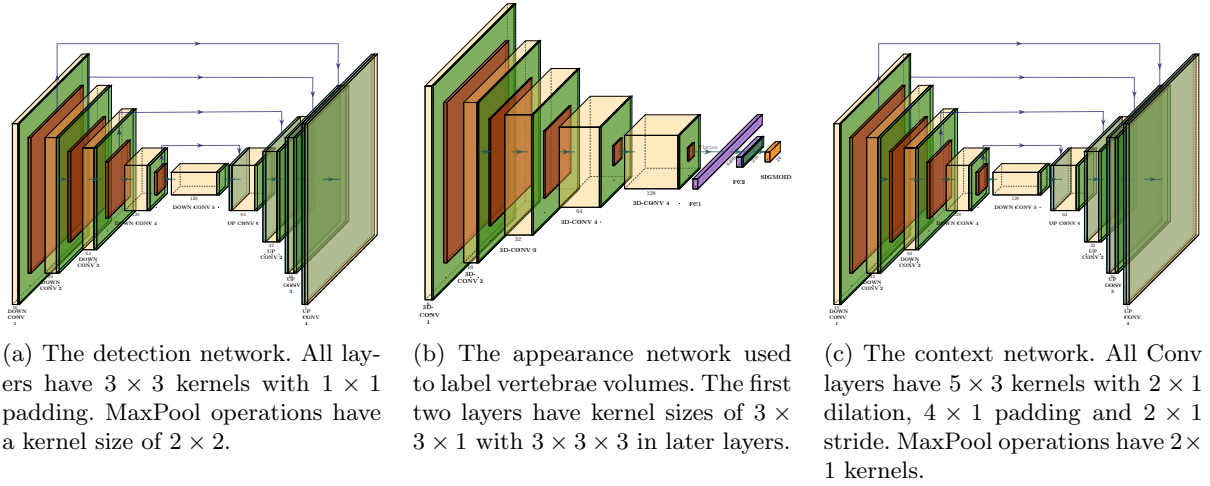 DOWN CONV 1
DOWN CONV 2
64
DOWN CONV 3
128
DOWN CONV 4
128
DOWN CONV 5
64
UP CONV 1
32
UP CONV 2
UP CONV 3
UP CONV 4
3D-CONV 1
3D-CONV 2
32
3D-CONV 3
64
3D-CONV 4
128
3D-CONV 4
Flatten
FC1
FC2
SIGMOID
DOWN CONV 1
DOWN CONV 2
64
DOWN CONV 3
128
DOWN CONV 4
128
DOWN CONV 5
64
UP CONV 1
32
UP CONV 2
UP CONV 3
UP CONV 4
(a) The detection network. All lay-
ers have 3 × 3 kernels with 1 × 1
padding. MaxPool operations have
a kernel size of 2 × 2.
(b) The appearance network used
to label vertebrae volumes. The first
two layers have kernel sizes of 3 ×
3 × 1 with 3 × 3 × 3 in later layers.
(c) The context network. All Conv
layers have 5 × 3 kernels with 2 × 1
dilation, 4 × 1 padding and 2 × 1
stride. MaxPool operations have 2×
1 kernels.